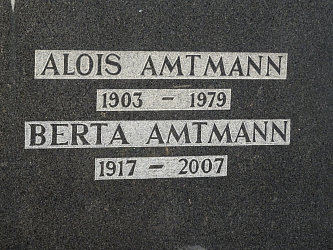 ALOIS AMTMANN
1903 - 1979
BERTA AMTMANN
1917 - 2007